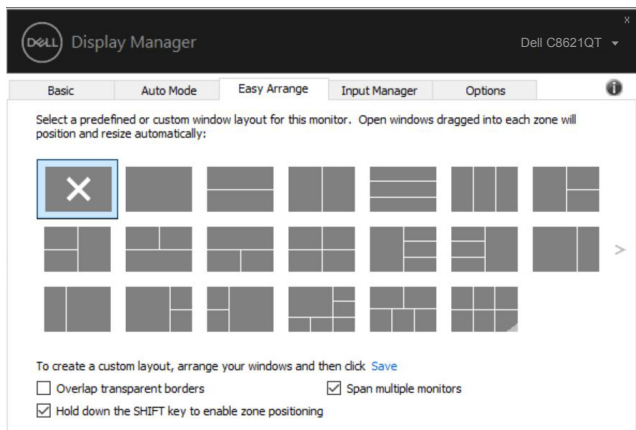 x
DELL Display Manager Dell C8621QT
Basic Auto Mode Easy Arrange Input Manager Options i
Select a predefined or custom window layout for this monitor. Open windows dragged into each zone will
position and resize automatically:
>
To create a custom layout, arrange your windows and then click Save
Overlap transparent borders Span multiple monitors
Hold down the SHIFT key to enable zone positioning